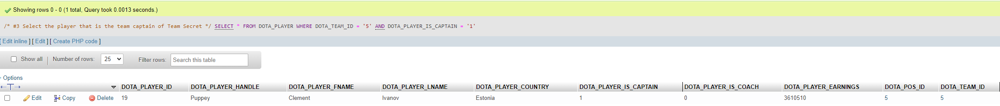 Showing rows 0 - 0 (1 total, Query took 0.0013 seconds.)
/* #3 Select the player that is the team captain of Team Secret */ SELECT * FROM DOTA_PLAYER WHERE DOTA_TEAM_ID = '5' AND DOTA_PLAYER_IS_CAPTAIN = '1'
[ Edit inline ] [ Edit ] [ Create PHP code ]
Show all | Number of rows: 25 Filter rows: Search this table
+ Options
←T→ DOTA_PLAYER_ID DOTA_PLAYER_HANDLE DOTA_PLAYER_FNAME DOTA_PLAYER_LNAME DOTA_PLAYER_COUNTRY DOTA_PLAYER_IS_CAPTAIN DOTA_PLAYER_IS_COACH DOTA_PLAYER_EARNINGS DOTA_POS_ID DOTA_TEAM_ID
Edit Copy Delete 19 Puppey Clement Ivanov Estonia 1 0 3610510 5 5